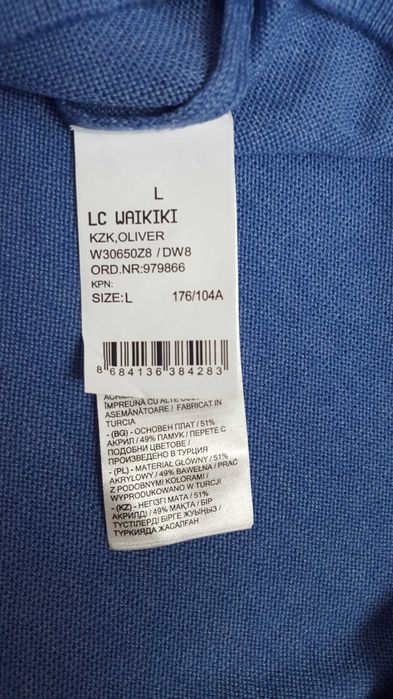 L
LC WAIKIKI
KZK,OLIVER
W30650Z8 / DW8
ORD.NR:979866
KPN:
SIZE:L 176/104A
8 684136 384283
ÎMPREUNĂ CU ALTE
ASEMĂNĂTOARE / FABRICAT IN
TURCIA
- (BG) - ОСНОВЕН ПЛАТ / 51%
АКРИЛ / 49% ПАМУК / ПЕРЕТЕ С
ПОДОБНИ ЦВЕТОВЕ /
ПРОИЗВЕДЕНО В ТУРЦИЯ
- (PL) - MATERIAŁ GŁÓWNY / 51%
AKRYLOWY / 49% BAWEŁNA / PRAĆ
Z PODOBNYMI KOLORAMI /
WYPRODUKOWANO W TURCJI
- (KZ) - НЕГІЗГІ МАТА / 51%
АКРИЛДІ / 49% МАҚТА / БІР
ТҮСТІЛЕРДІ БІРГЕ ЖУЫҢЫЗ /
ТҮРКИЯДА ЖАСАЛҒАН